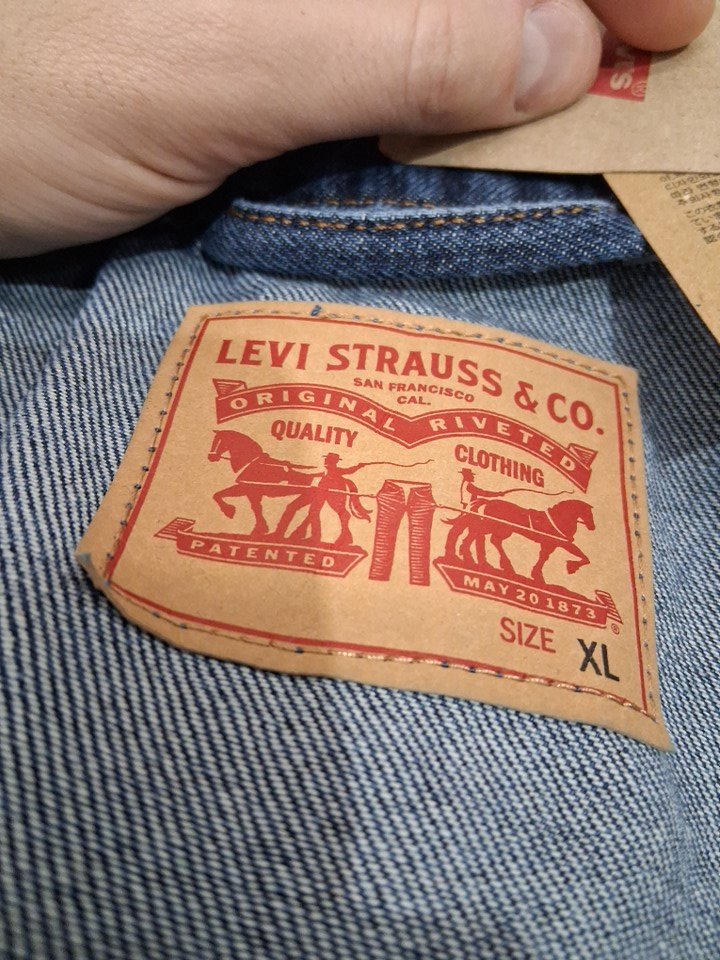 LEVI STRAUSS & CO.
SAN FRANCISCO
CAL.
ORIGINAL RIVETED
QUALITY CLOTHING
PATENTED
MAY 20 1873
®
SIZE XL